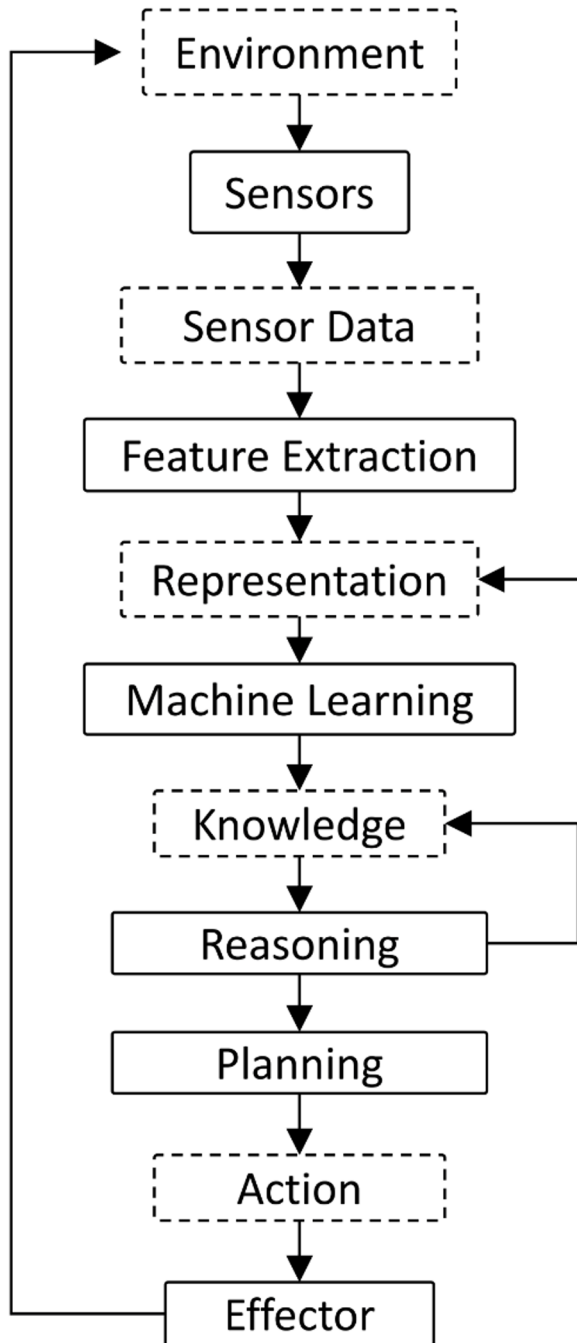 Environment
Sensors
Sensor Data
Feature Extraction
Representation
Machine Learning
Knowledge
Reasoning
Planning
Action
Effector